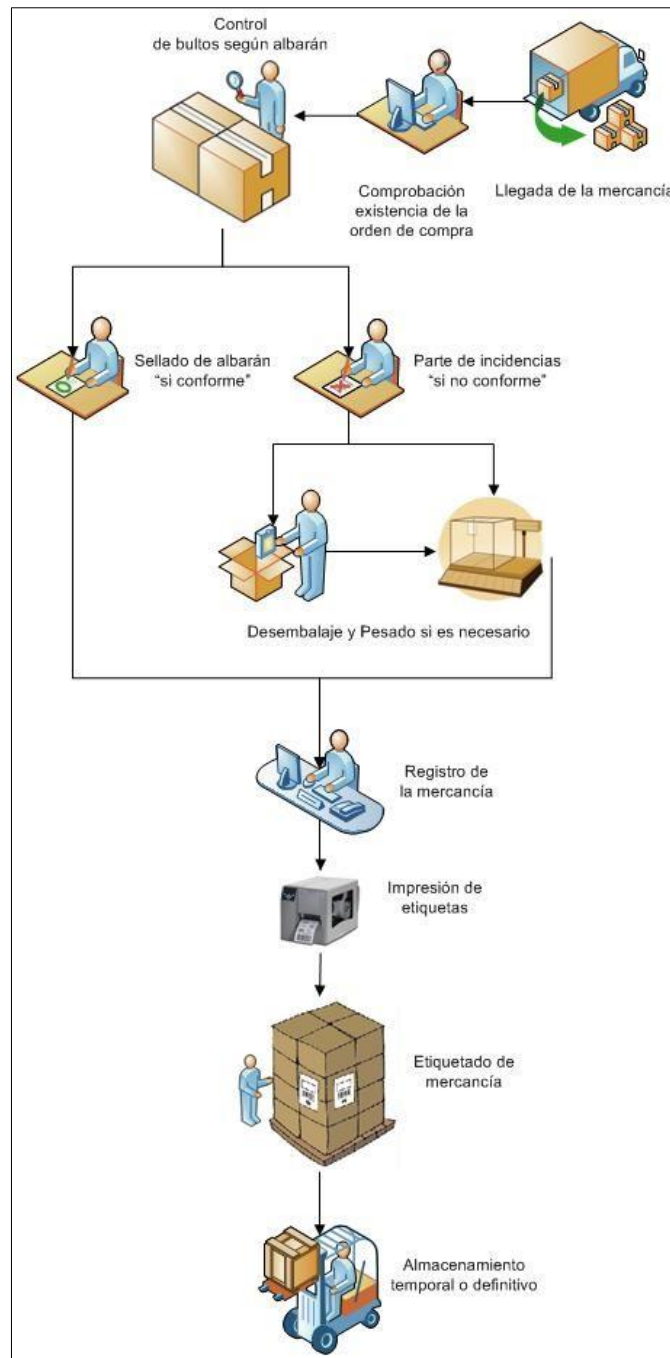 Control
de bultos según albarán
Comprobación
existencia de la
orden de compra
Llegada de la mercancía
Sellado de albarán
“si conforme”
Parte de incidencias
“si no conforme”
Desembalaje y Pesado si es necesario
Registro de
la mercancía
Impresión de
etiquetas
Etiquetado de
mercancía
Almacenamiento
temporal o definitivo